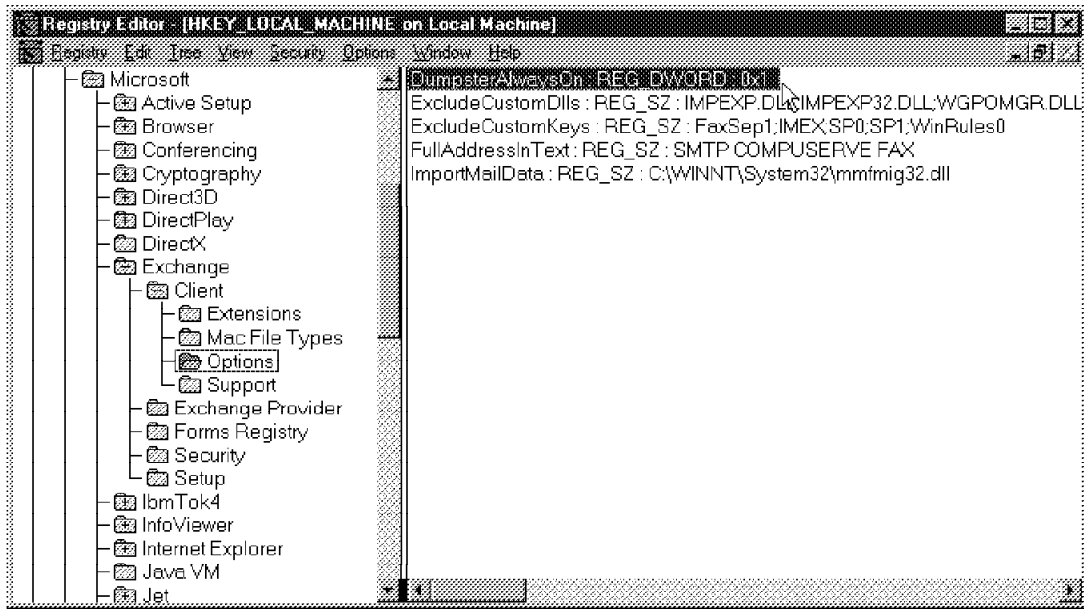 Registry Editor - [HKEY_LOCAL_MACHINE on Local Machine]
Registry Edit Tree View Security Options Window Help
Microsoft
Active Setup
Browser
Conferencing
Cryptography
Direct3D
DirectPlay
DirectX
Exchange
Client
Extensions
Mac File Types
Options
Support
Exchange Provider
Forms Registry
Security
Setup
IbmTok4
InfoViewer
Internet Explorer
Java VM
Jet
DumpsterAlwaysOn : REG_DWORD : 0x1
ExcludeCustomDlls : REG_SZ : IMPEXP.DLL;IMPEXP32.DLL;WGPOMGR.DLL
ExcludeCustomKeys : REG_SZ : FaxSep1;IMEX;SP0;SP1;WinRules0
FullAddressInText : REG_SZ : SMTP COMPUSERVE FAX
ImportMailData : REG_SZ : C:\WINNT\System32\mmfmig32.dll